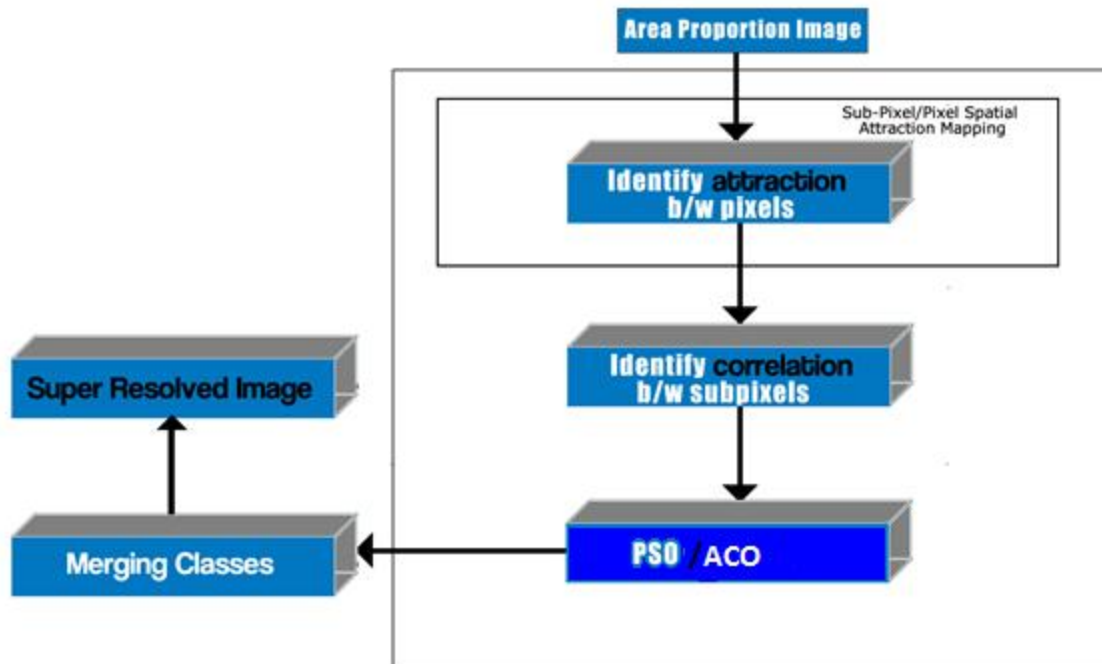 Area Proportion Image
Sub-Pixel/Pixel Spatial
Attraction Mapping
Identify attraction
b/w pixels
Identify correlation
b/w subpixels
PSO /ACO
Merging Classes
Super Resolved Image